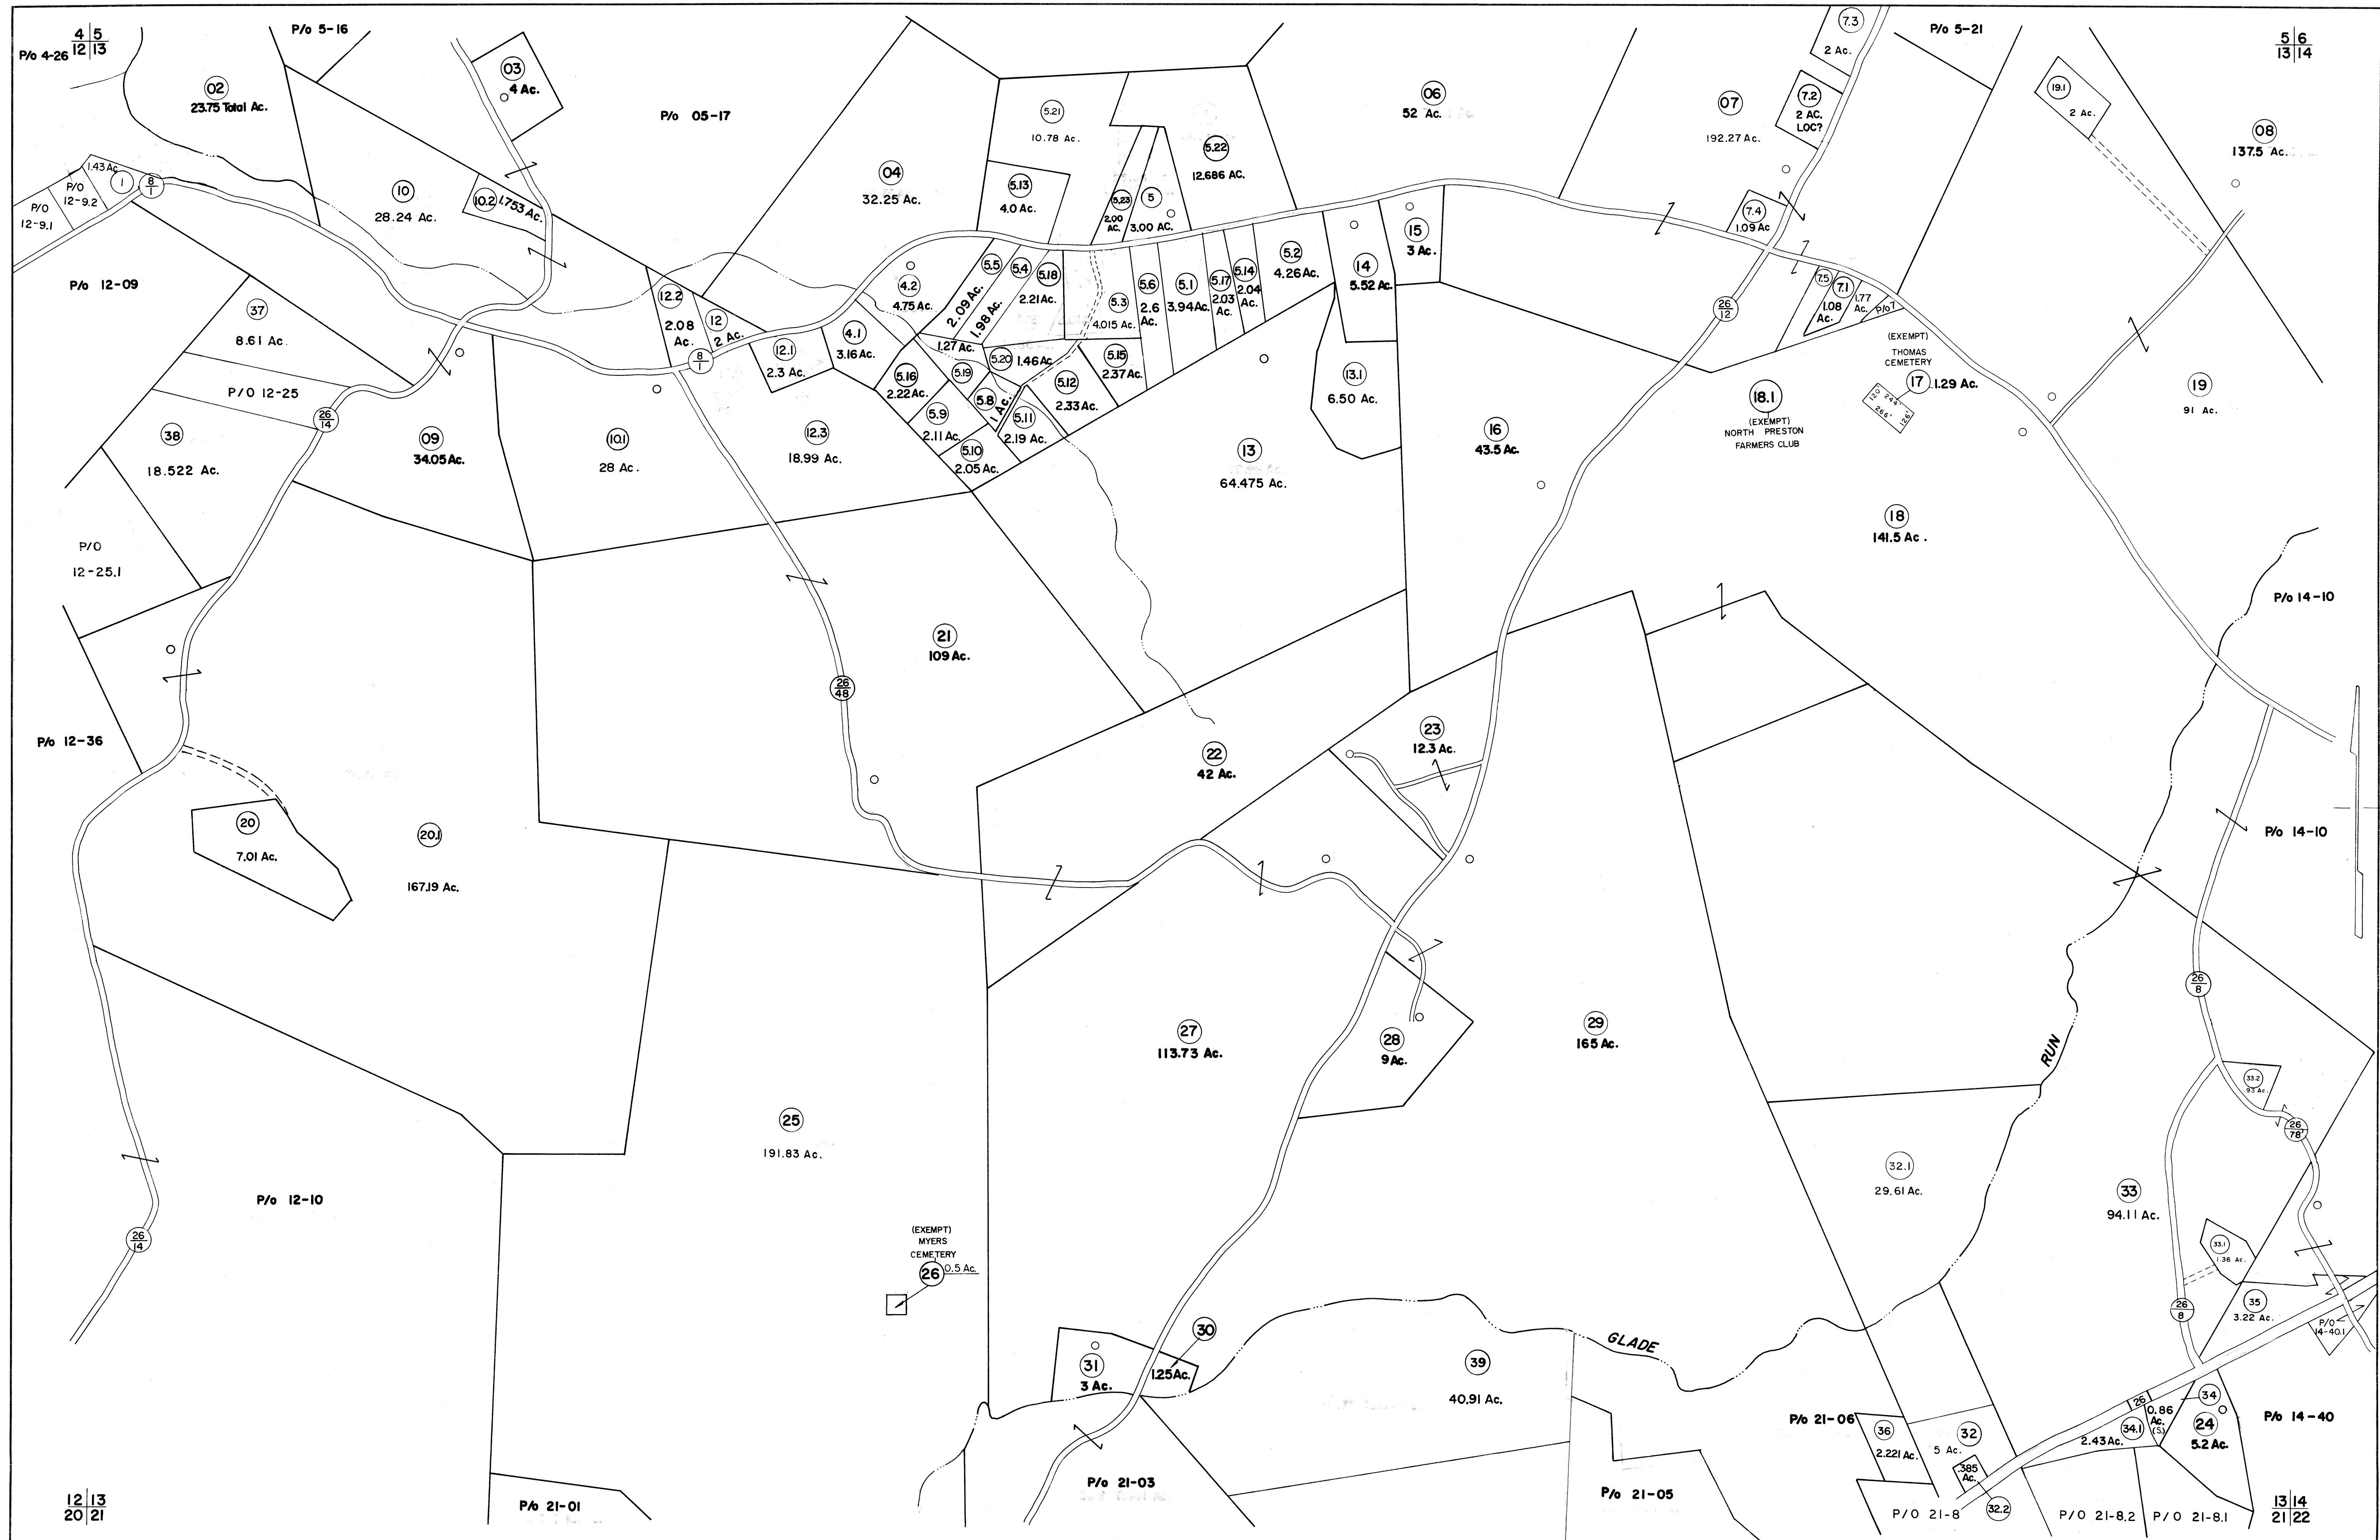 4 5
12 13
P/o 4-26
P/o 5-16
P/o 5-21
5 6
13 14
02
23.75 Total Ac.
03
4 Ac.
P/o 05-17
5.21
10.78 Ac.
06
52 Ac.
07
192.27 Ac.
7.3
2 Ac.
7.2
2 AC.
LOC?
19.1
2 Ac.
08
137.5 Ac.
1.43 Ac
1
8
1
P/O
12-9.2
P/O
12-9.1
10
28.24 Ac.
10.2
1.753 Ac.
04
32.25 Ac.
5.13
4.0 Ac.
5.22
12.686 AC.
5.23
2.00
AC.
5
3.00 AC.
7.4
1.09 Ac
P/o 12-09
37
8.61 Ac.
12.2
2.08
Ac.
12
2 Ac.
4.2
4.75 Ac.
5.5
2.09 Ac.
5.4
1.98 Ac.
5.18
2.21 Ac.
5.3
4.015 Ac.
5.6
2.6
Ac.
5.1
3.94 Ac.
5.17
2.03
Ac.
5.14
2.04
Ac.
5.2
4.26 Ac.
14
5.52 Ac.
15
3 Ac.
26
12
7.5
7.1
1.08
Ac.
1.77
Ac.
P/o 7
P/O 12-25
26
14
38
18.522 Ac.
09
34.05 Ac.
10.1
28 Ac.
8
1
12.1
2.3 Ac.
4.1
3.16 Ac.
12.3
18.99 Ac.
1.27 Ac.
5.16
2.22 Ac.
5.19
5.20
1.46 Ac.
5.15
2.37 Ac.
5.12
2.33 Ac.
5.8
1 Ac.
5.9
2.11 Ac.
5.11
2.19 Ac.
5.10
2.05 Ac.
13
64.475 Ac.
13.1
6.50 Ac.
16
43.5 Ac.
18.1
(EXEMPT)
NORTH PRESTON
FARMERS CLUB
(EXEMPT)
THOMAS
CEMETERY
17
1.29 Ac.
120'
244'
266'
126'
19
91 Ac.
18
141.5 Ac.
P/O
12-25.1
P/o 14-10
21
109 Ac.
26
48
P/o 12-36
22
42 Ac.
23
12.3 Ac.
20
7.01 Ac.
20.1
167.19 Ac.
P/o 14-10
26
8
27
113.73 Ac.
28
9 Ac.
29
165 Ac.
RUN
33.2
.93 Ac.
26
78
25
191.83 Ac.
32.1
29.61 Ac.
33
94.11 Ac.
P/o 12-10
26
14
(EXEMPT)
MYERS
CEMETERY
26
0.5 Ac.
33.1
1.36 Ac.
26
8
35
3.22 Ac.
P/O
14-40.1
30
1.25 Ac.
31
3 Ac.
GLADE
39
40.91 Ac.
P/o 21-06
36
2.221 Ac.
32
5 Ac.
.385
Ac.
32.2
26
0.86
Ac.
(S)
34
34.1
2.43 Ac.
24
5.2 Ac.
P/o 14-40
12 13
20 21
P/o 21-01
P/o 21-03
P/o 21-05
P/O 21-8
P/O 21-8.2
P/O 21-8.1
13 14
21 22